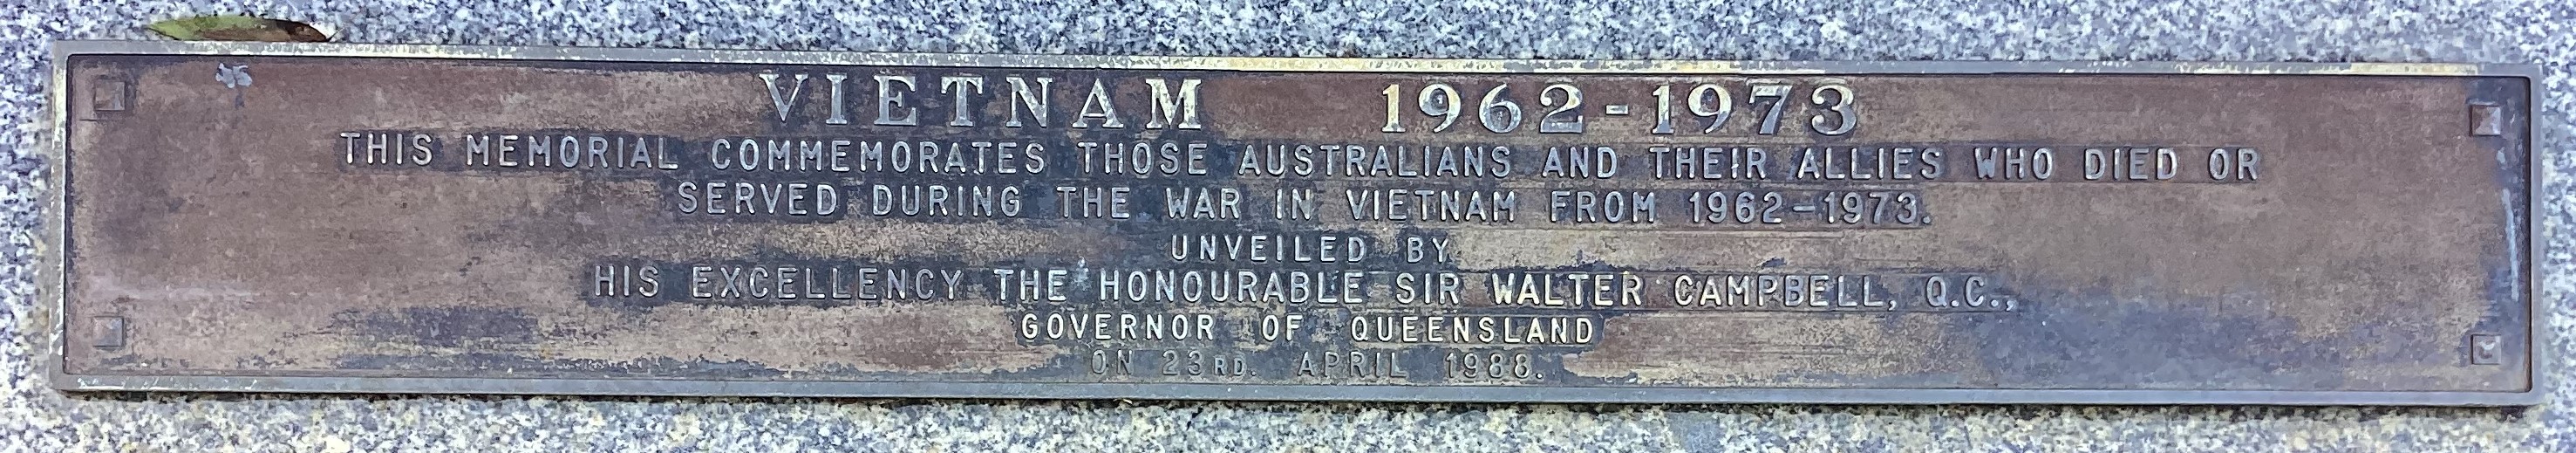 VIETNAM 1962-1973
THIS MEMORIAL COMMEMORATES THOSE AUSTRALIANS AND THEIR ALLIES WHO DIED OR
SERVED DURING THE WAR IN VIETNAM FROM 1962-1973.
UNVEILED BY
HIS EXCELLENCY THE HONOURABLE SIR WALTER CAMPBELL, Q.C.,
GOVERNOR OF QUEENSLAND
ON 23RD. APRIL 1988.